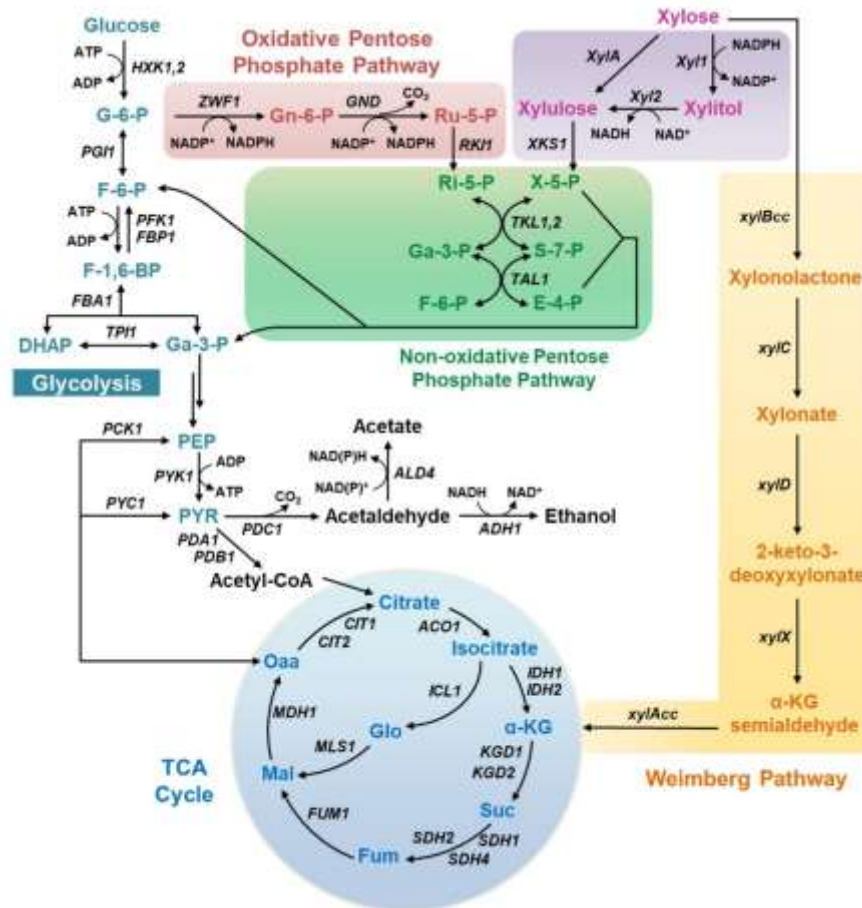 Glucose
ATP
ADP
HXK1,2
G-6-P
PGI1
F-6-P
ATP
ADP
PFK1
FBP1
F-1,6-BP
FBA1
DHAP
TPI1
Ga-3-P
Glycolysis
Oxidative Pentose
Phosphate Pathway
ZWF1
NADP⁺
NADPH
Gn-6-P
GND
CO₂
NADP⁺
NADPH
Ru-5-P
RKI1
Xylose
XylA
Xyl1
NADPH
NADP⁺
Xylulose
Xyl2
Xylitol
NADH
NAD⁺
XKS1
Ri-5-P
X-5-P
TKL1,2
Ga-3-P
S-7-P
TAL1
F-6-P
E-4-P
Non-oxidative Pentose
Phosphate Pathway
xylBcc
Xylonolactone
xylC
Xylonate
xylD
2-keto-3-
deoxyxylonate
xylX
α-KG
semialdehyde
xylAcc
Weimberg Pathway
PCK1
PEP
PYK1
ADP
ATP
PYC1
PYR
PDC1
CO₂
Acetaldehyde
NAD(P)H
NAD(P)⁺
ALD4
Acetate
NADH
NAD⁺
ADH1
Ethanol
PDA1
PDB1
Acetyl-CoA
Citrate
CIT1
CIT2
ACO1
Isocitrate
Oaa
IDH1
IDH2
ICL1
MDH1
Glo
α-KG
MLS1
KGD1
KGD2
TCA
Cycle
Mal
Suc
FUM1
SDH2
SDH1
SDH4
Fum